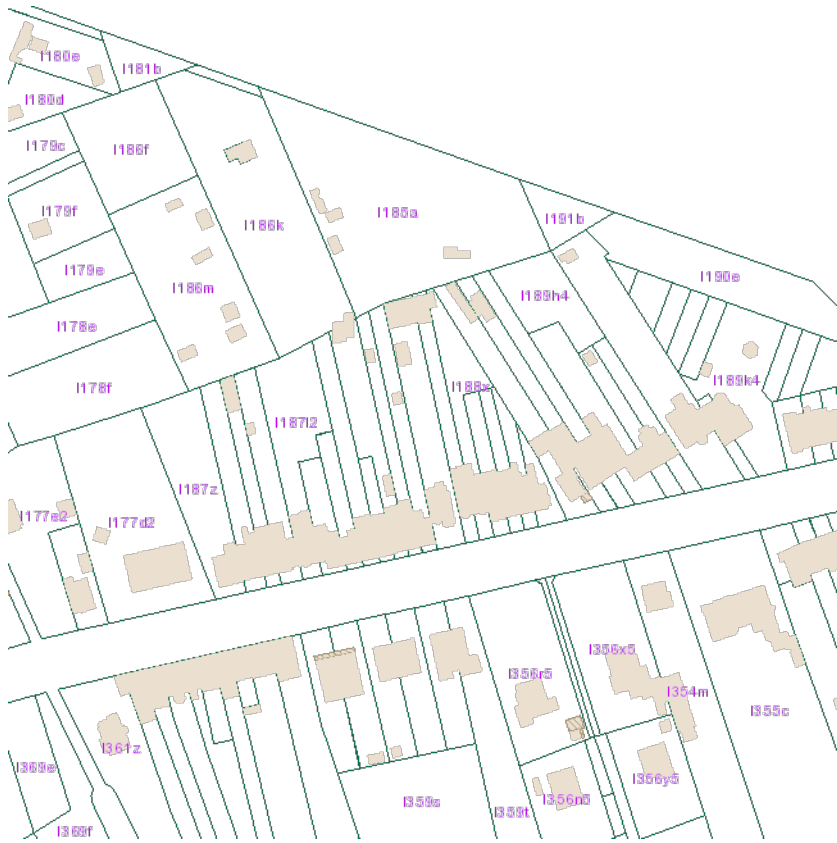 I180e
I181b
I180d
I179c
I186f
I179f
I185a
I191b
I186k
I179e
I190e
I186m
I189h4
I178e
I189k4
I178f
I188x
I187l2
I187z
I177e2
I177d2
I356x5
I356r5
I354m
I355c
I361z
I369e
I356y5
I359s
I356n5
I359t
I369f